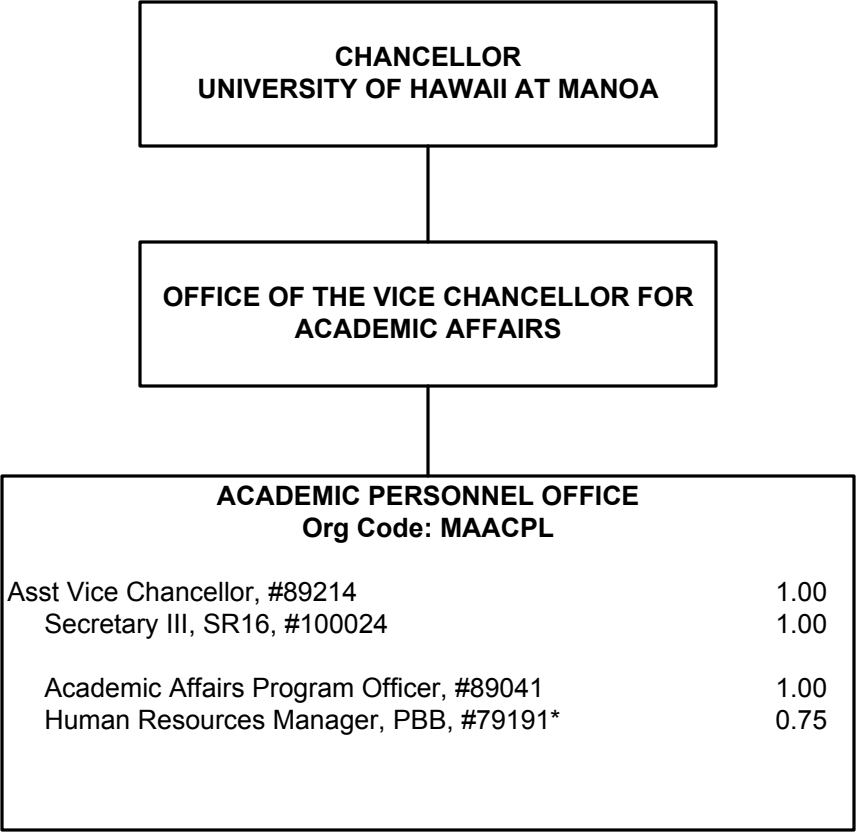 CHANCELLOR
UNIVERSITY OF HAWAII AT MANOA
OFFICE OF THE VICE CHANCELLOR FOR
ACADEMIC AFFAIRS
ACADEMIC PERSONNEL OFFICE
Org Code: MAACPL
Asst Vice Chancellor, #89214 1.00
Secretary III, SR16, #100024 1.00
Academic Affairs Program Officer, #89041 1.00
Human Resources Manager, PBB, #79191* 0.75